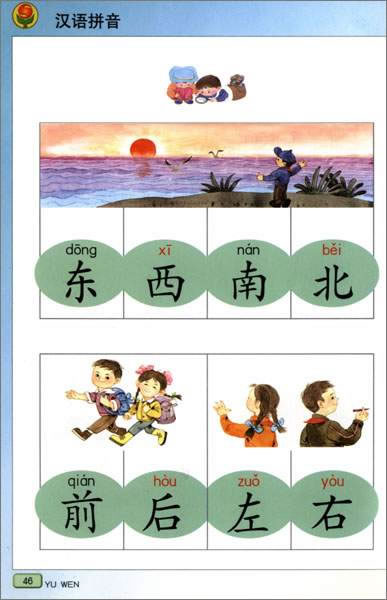 汉语拼音
dōng xī nán běi
东 西 南 北
qián hòu zuǒ yòu
前 后 左 右
46 YU WEN